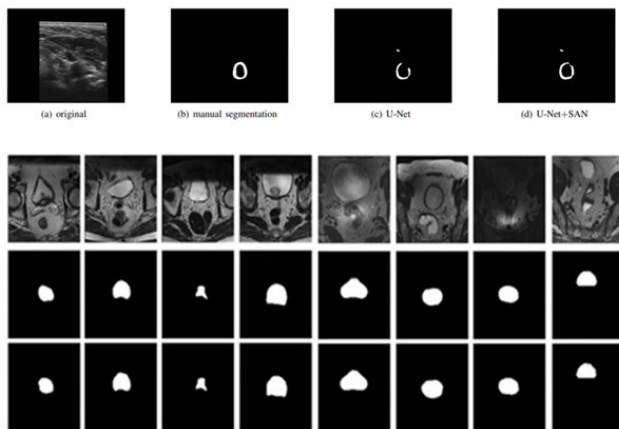 (a) original
(b) manual segmentation
(c) U-Net
(d) U-Net+SAN